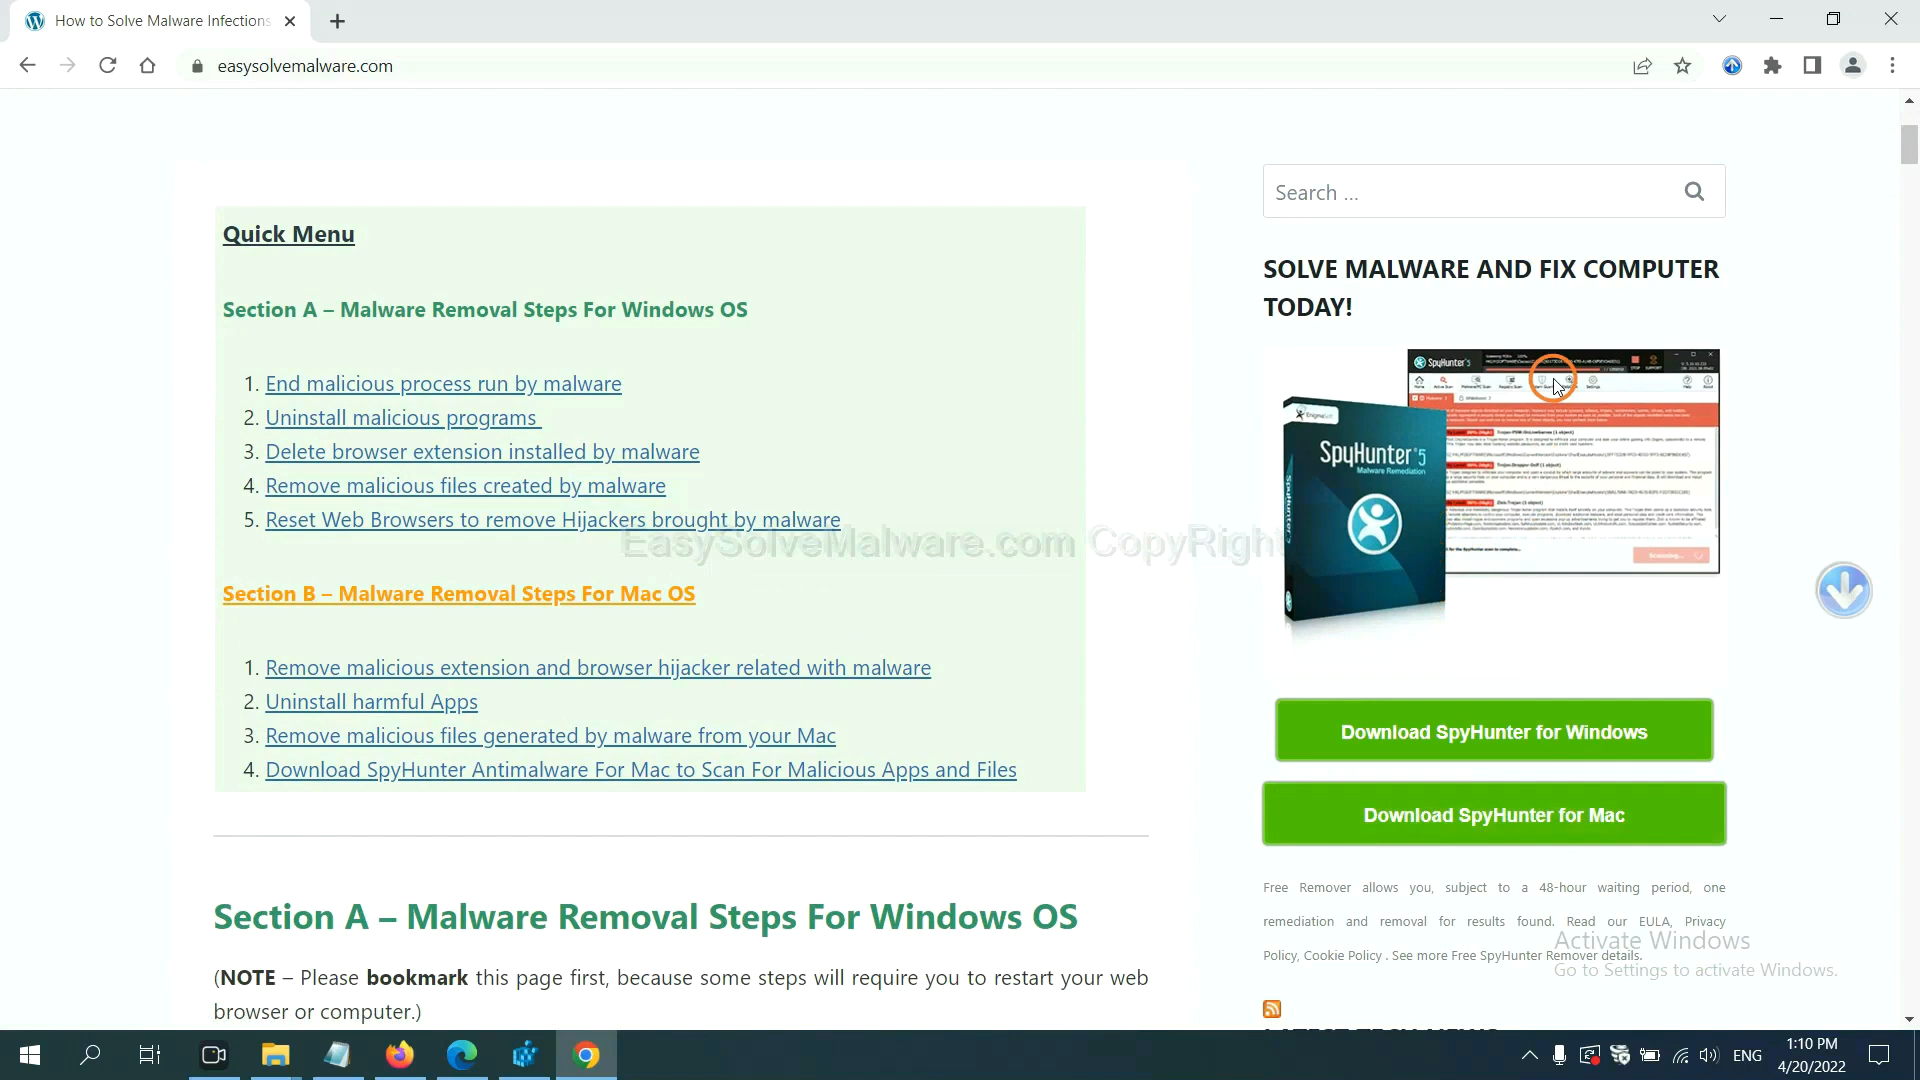 How to Solve Malware Infections
easysolvemalware.com
Search ...
Quick Menu
SOLVE MALWARE AND FIX COMPUTER
TODAY!
Section A – Malware Removal Steps For Windows OS
1. End malicious process run by malware
2. Uninstall malicious programs
3. Delete browser extension installed by malware
4. Remove malicious files created by malware
5. Reset Web Browsers to remove Hijackers brought by malware
EasySolveMalware.com CopyRight
Section B – Malware Removal Steps For Mac OS
1. Remove malicious extension and browser hijacker related with malware
2. Uninstall harmful Apps
3. Remove malicious files generated by malware from your Mac
4. Download SpyHunter Antimalware For Mac to Scan For Malicious Apps and Files
SpyHunter 5
EnigmaSoft
SpyHunter 5
Malware Remediation
SpyHunter 5
Scanning...
Download SpyHunter for Windows
Download SpyHunter for Mac
Free Remover allows you, subject to a 48-hour waiting period, one
remediation and removal for results found. Read our EULA, Privacy
Policy, Cookie Policy . See more Free SpyHunter Remover details.
Section A – Malware Removal Steps For Windows OS
(NOTE – Please bookmark this page first, because some steps will require you to restart your web
browser or computer.)
Activate Windows
Go to Settings to activate Windows.
LATEST TECH NEWS
ENG
1:10 PM
4/20/2022